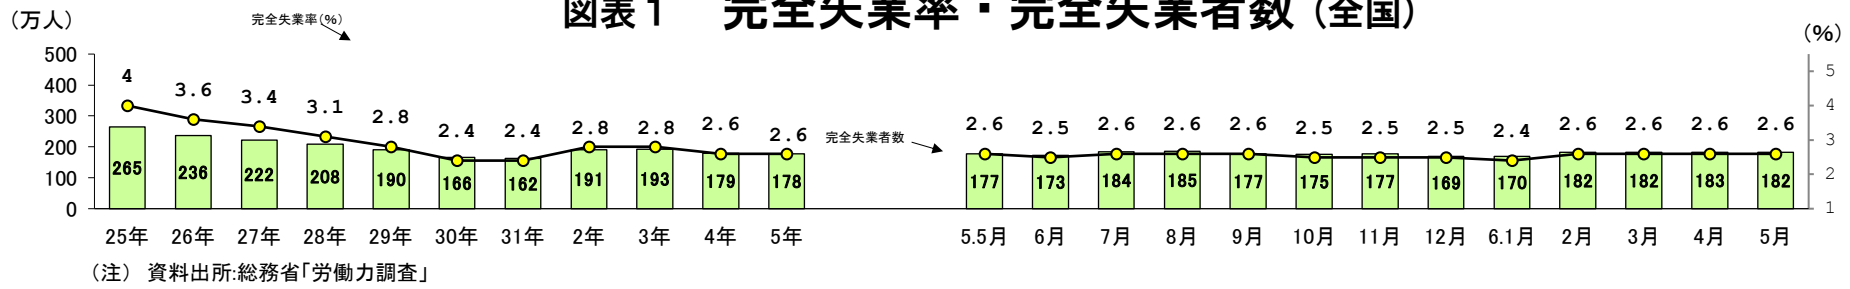 図表1 完全失業率・完全失業者数(全国)
(万人)
完全失業率(%)
(%)
500
400
300
200
100
0
5
4
3
2
1
4 3.6 3.4 3.1 2.8 2.4 2.4 2.8 2.8 2.6 2.6
完全失業者数
2.6 2.5 2.6 2.6 2.6 2.5 2.5 2.5 2.4 2.6 2.6 2.6 2.6
265 236 222 208 190 166 162 191 193 179 178
177 173 184 185 177 175 177 169 170 182 182 183 182
25年 26年 27年 28年 29年 30年 31年 2年 3年 4年 5年
5.5月 6月 7月 8月 9月 10月 11月 12月 6.1月 2月 3月 4月 5月
(注) 資料出所:総務省「労働力調査」